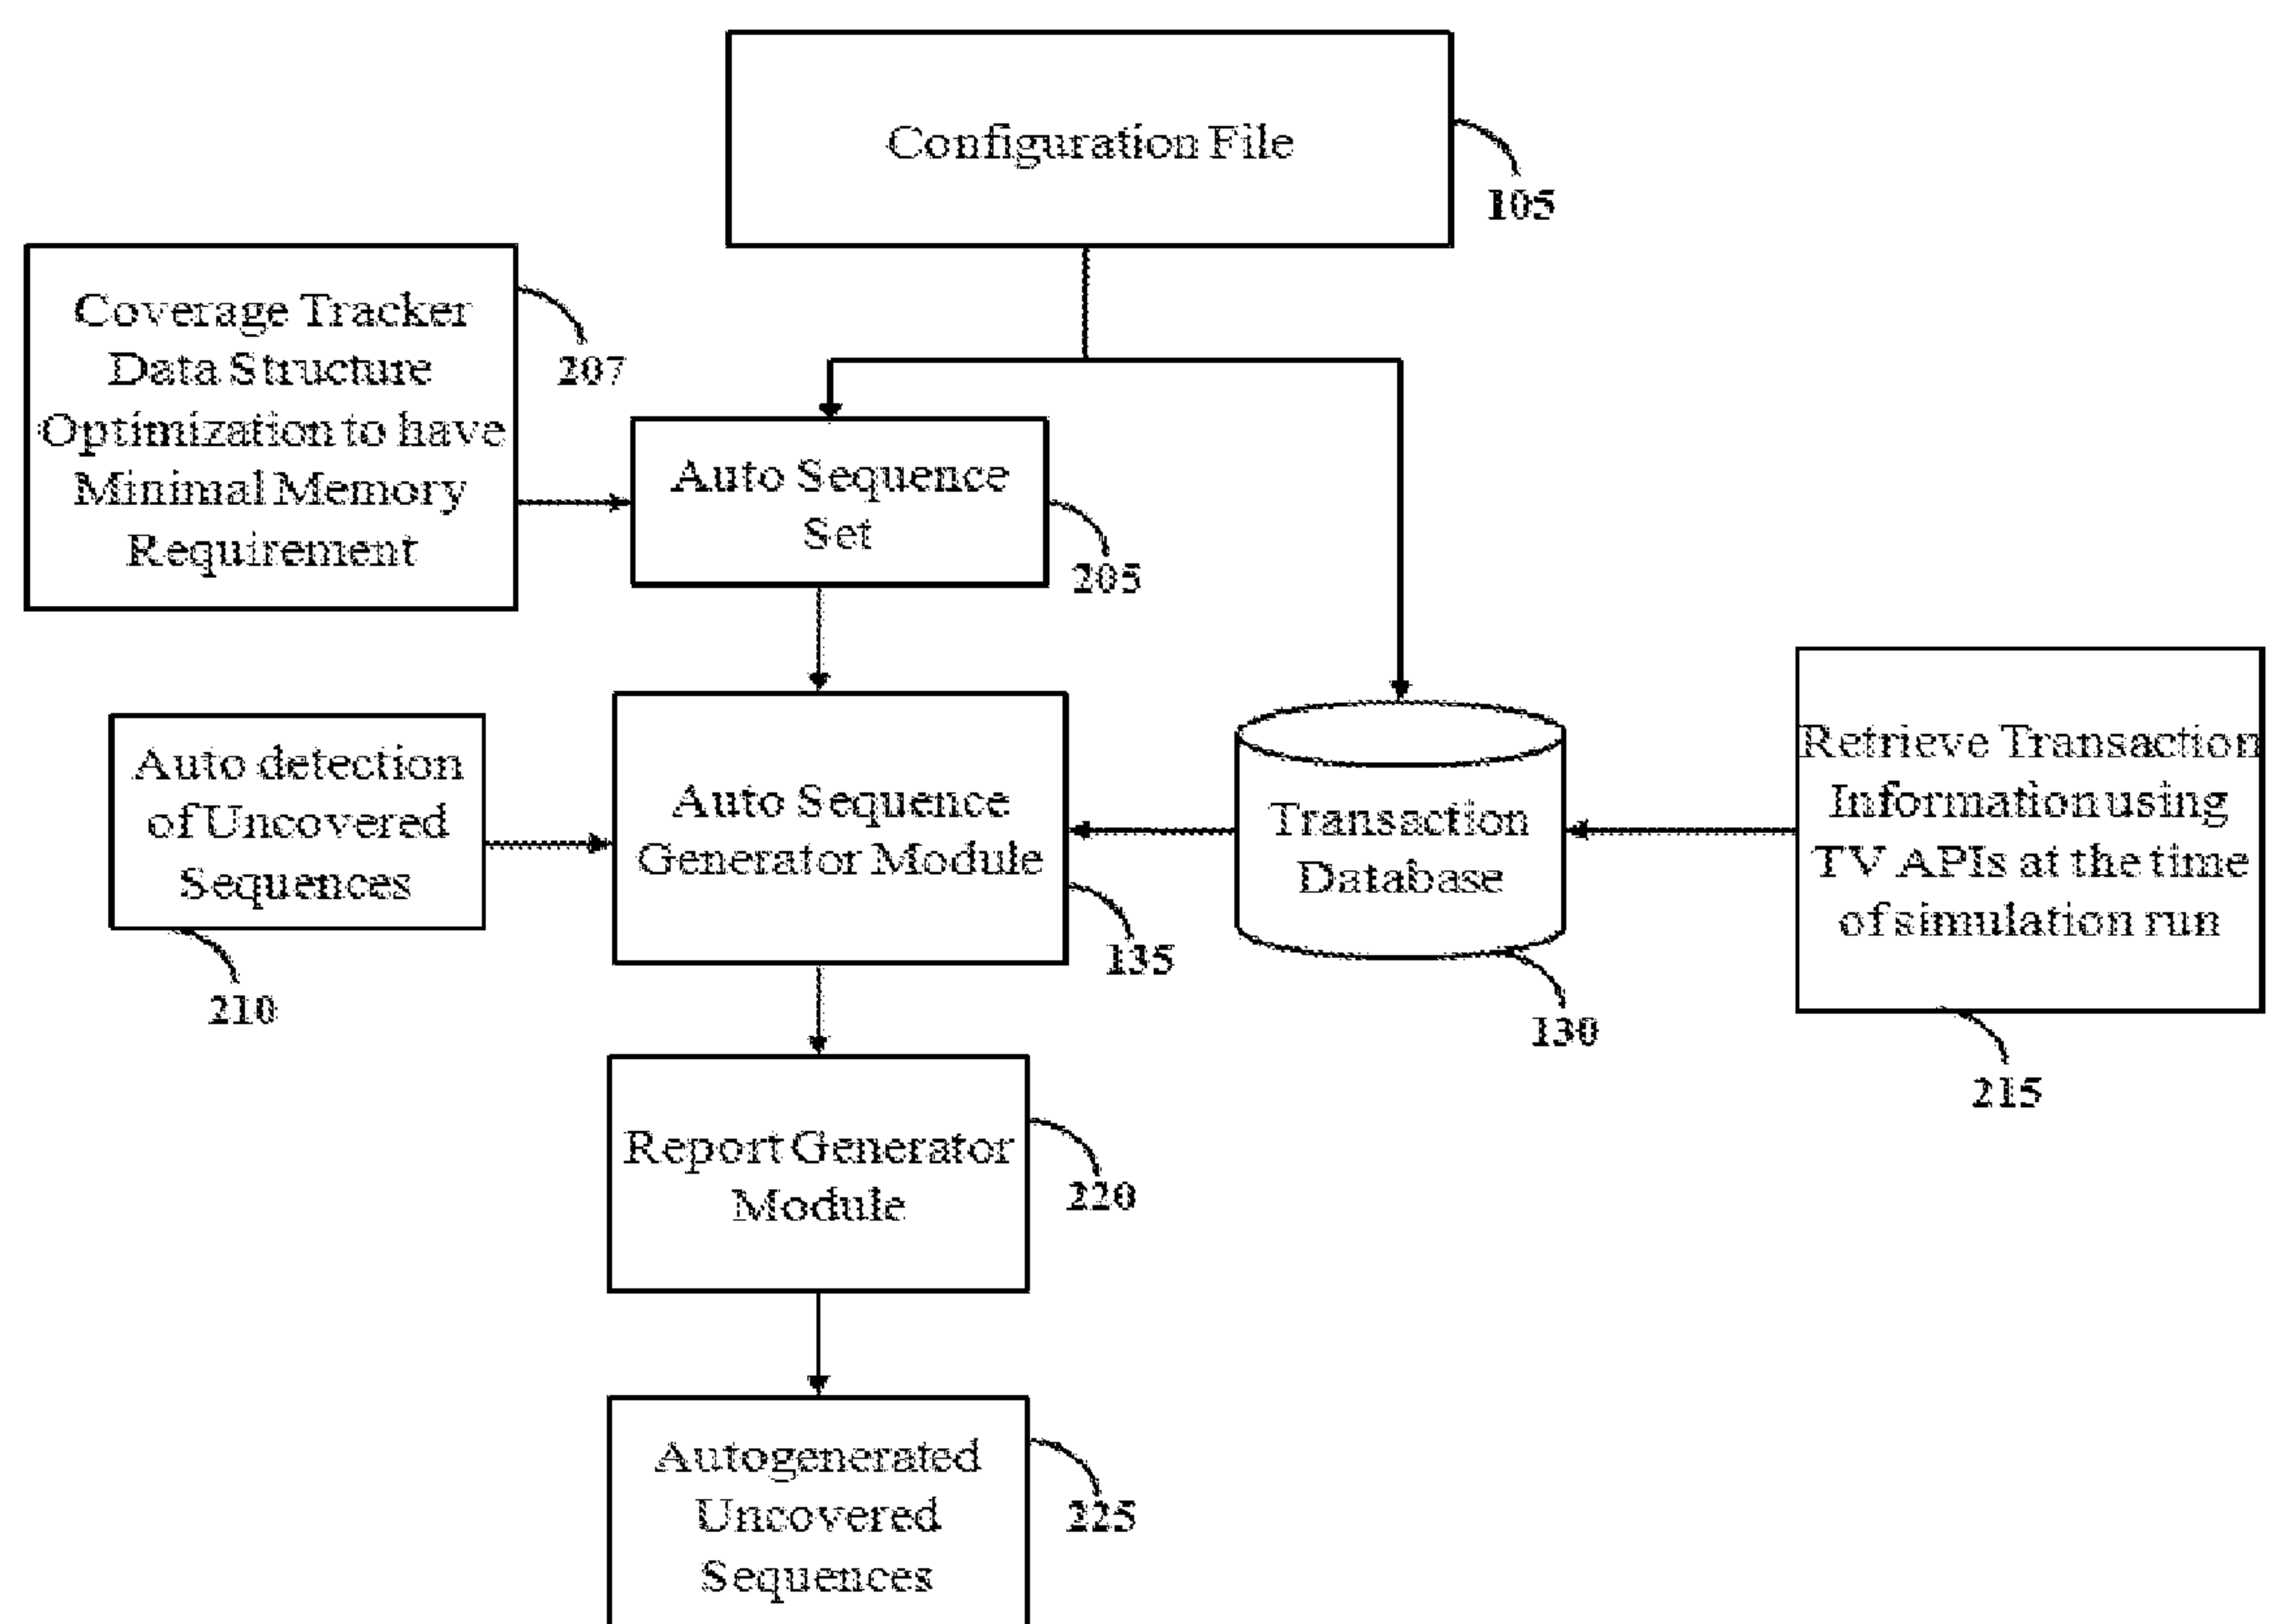 Configuration File
105
Coverage Tracker
Data Structure
Optimization to have
Minimal Memory
Requirement
207
Auto Sequence
Set
205
Auto detection
of Uncovered
Sequences
210
Auto Sequence
Generator Module
135
Transaction
Database
130
Retrieve Transaction
Information using
TV APIs at the time
of simulation run
215
Report Generator
Module
220
Autogenerated
Uncovered
Sequences
225